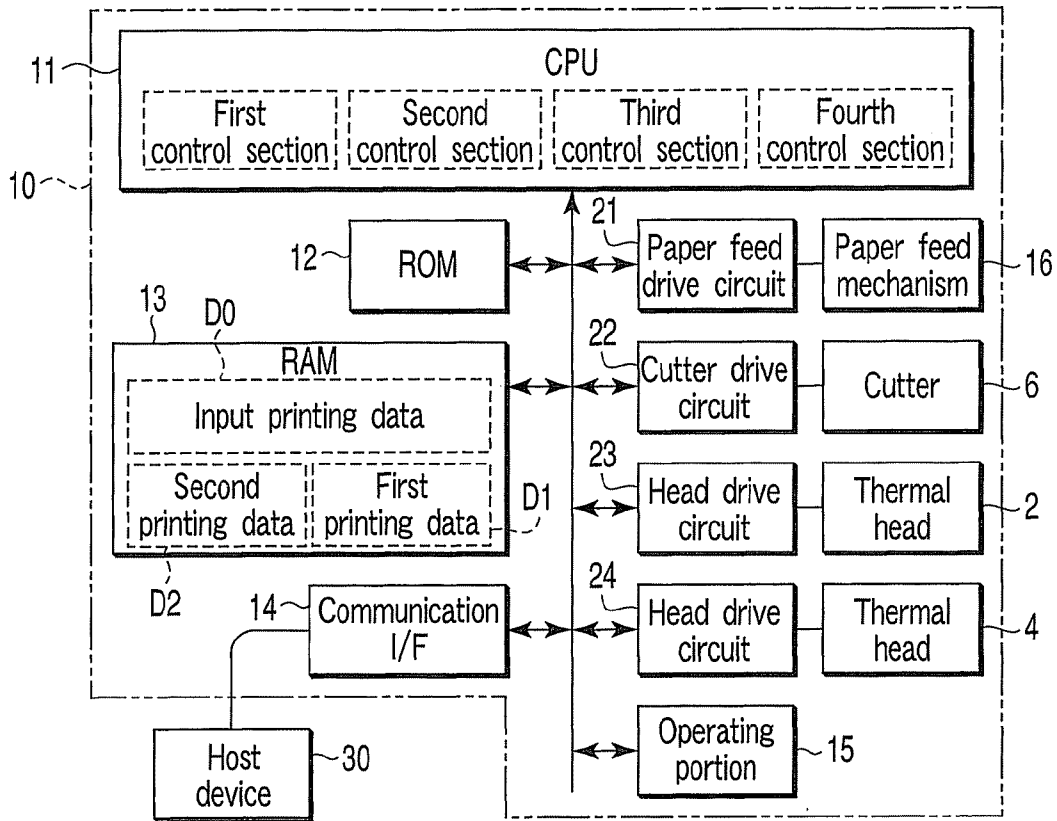 11
CPU
First
control section
Second
control section
Third
control section
Fourth
control section
10
12
ROM
21
Paper feed
drive circuit
Paper feed
mechanism
16
13
D0
RAM
Input printing data
Second
printing data
First
printing data
D1
D2
22
Cutter drive
circuit
Cutter
6
23
Head drive
circuit
Thermal
head
2
14
Communication
I/F
24
Head drive
circuit
Thermal
head
4
Host
device
30
Operating
portion
15